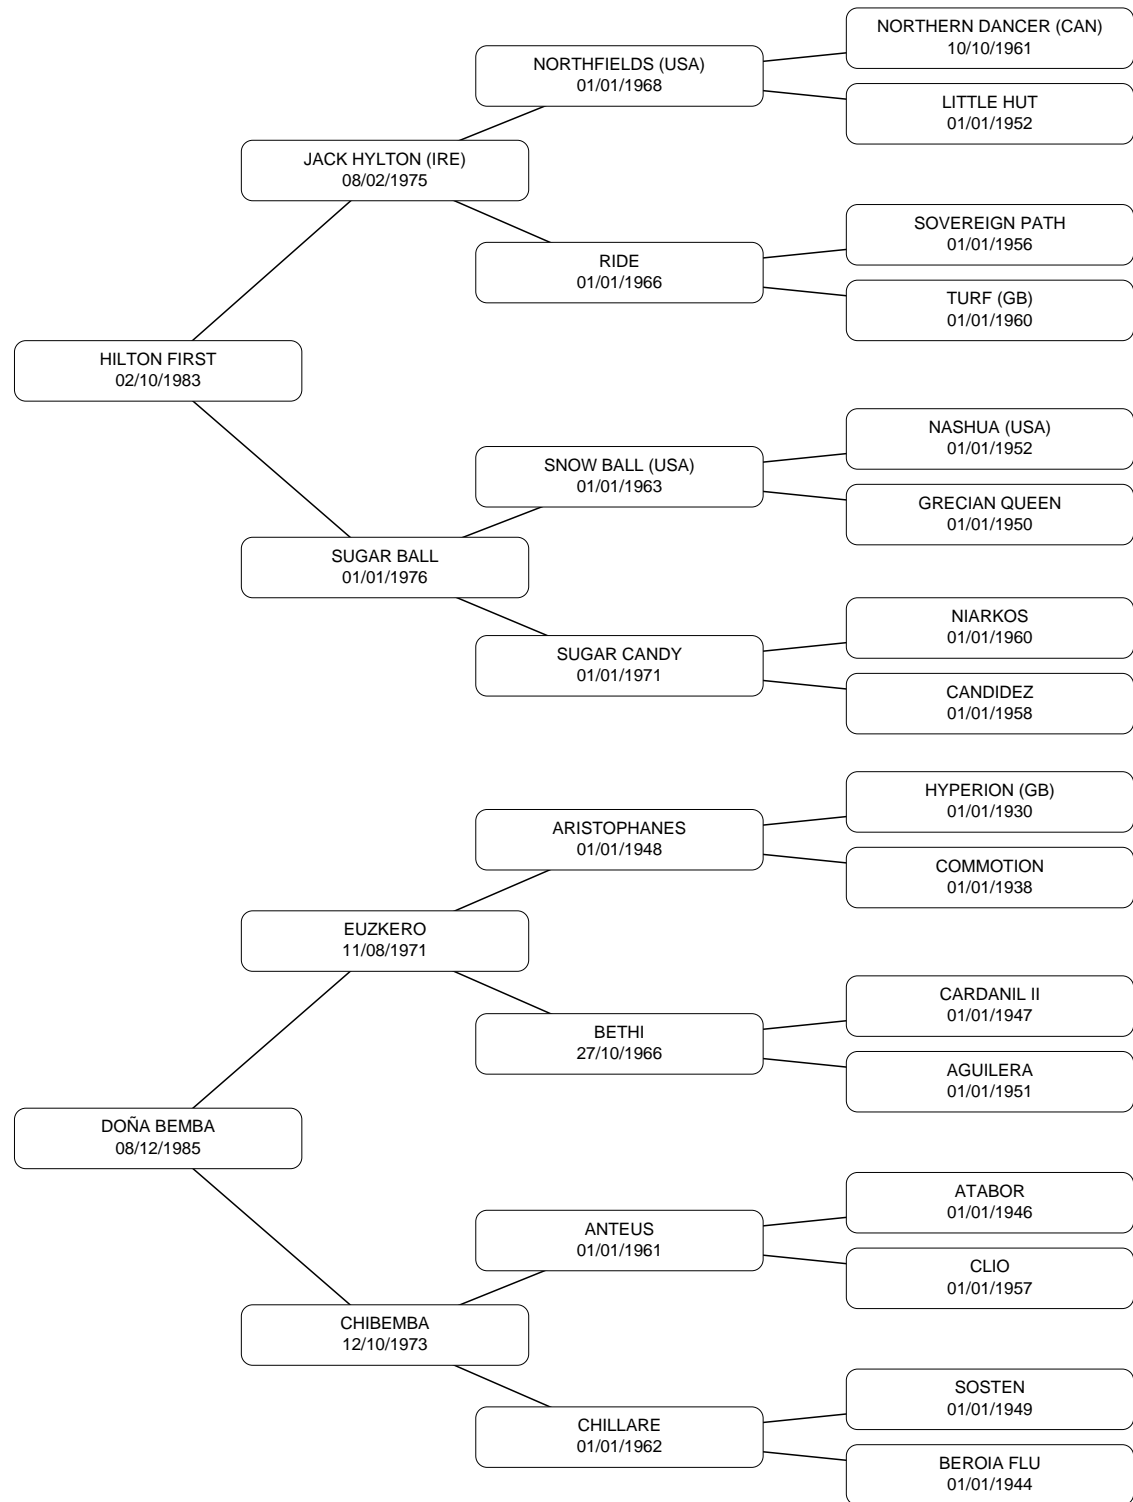 NORTHERN DANCER (CAN)
10/10/1961
NORTHFIELDS (USA)
01/01/1968
LITTLE HUT
01/01/1952
JACK HYLTON (IRE)
08/02/1975
SOVEREIGN PATH
01/01/1956
RIDE
01/01/1966
TURF (GB)
01/01/1960
HILTON FIRST
02/10/1983
NASHUA (USA)
01/01/1952
SNOW BALL (USA)
01/01/1963
GRECIAN QUEEN
01/01/1950
SUGAR BALL
01/01/1976
NIARKOS
01/01/1960
SUGAR CANDY
01/01/1971
CANDIDEZ
01/01/1958
HYPERION (GB)
01/01/1930
ARISTOPHANES
01/01/1948
COMMOTION
01/01/1938
EUZKERO
11/08/1971
CARDANIL II
01/01/1947
BETHI
27/10/1966
AGUILERA
01/01/1951
DOÑA BEMBA
08/12/1985
ATABOR
01/01/1946
ANTEUS
01/01/1961
CLIO
01/01/1957
CHIBEMBA
12/10/1973
SOSTEN
01/01/1949
CHILLARE
01/01/1962
BEROIA FLU
01/01/1944